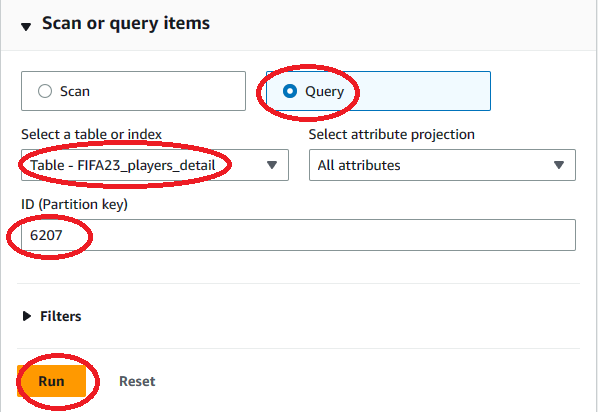 Scan or query items
Scan
Query
Select a table or index
Select attribute projection
Table - FIFA23_players_detail
All attributes
ID (Partition key)
6207
Filters
Run
Reset